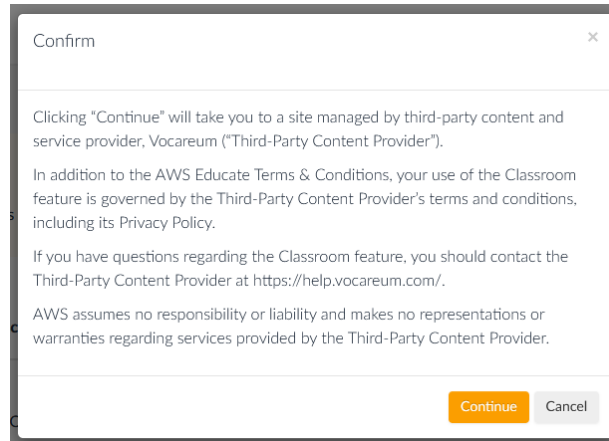 Confirm
×
Clicking “Continue” will take you to a site managed by third-party content and
service provider, Vocareum (“Third-Party Content Provider”).
In addition to the AWS Educate Terms & Conditions, your use of the Classroom
feature is governed by the Third-Party Content Provider’s terms and conditions,
including its Privacy Policy.
If you have questions regarding the Classroom feature, you should contact the
Third-Party Content Provider at https://help.vocareum.com/.
AWS assumes no responsibility or liability and makes no representations or
warranties regarding services provided by the Third-Party Content Provider.
Continue Cancel